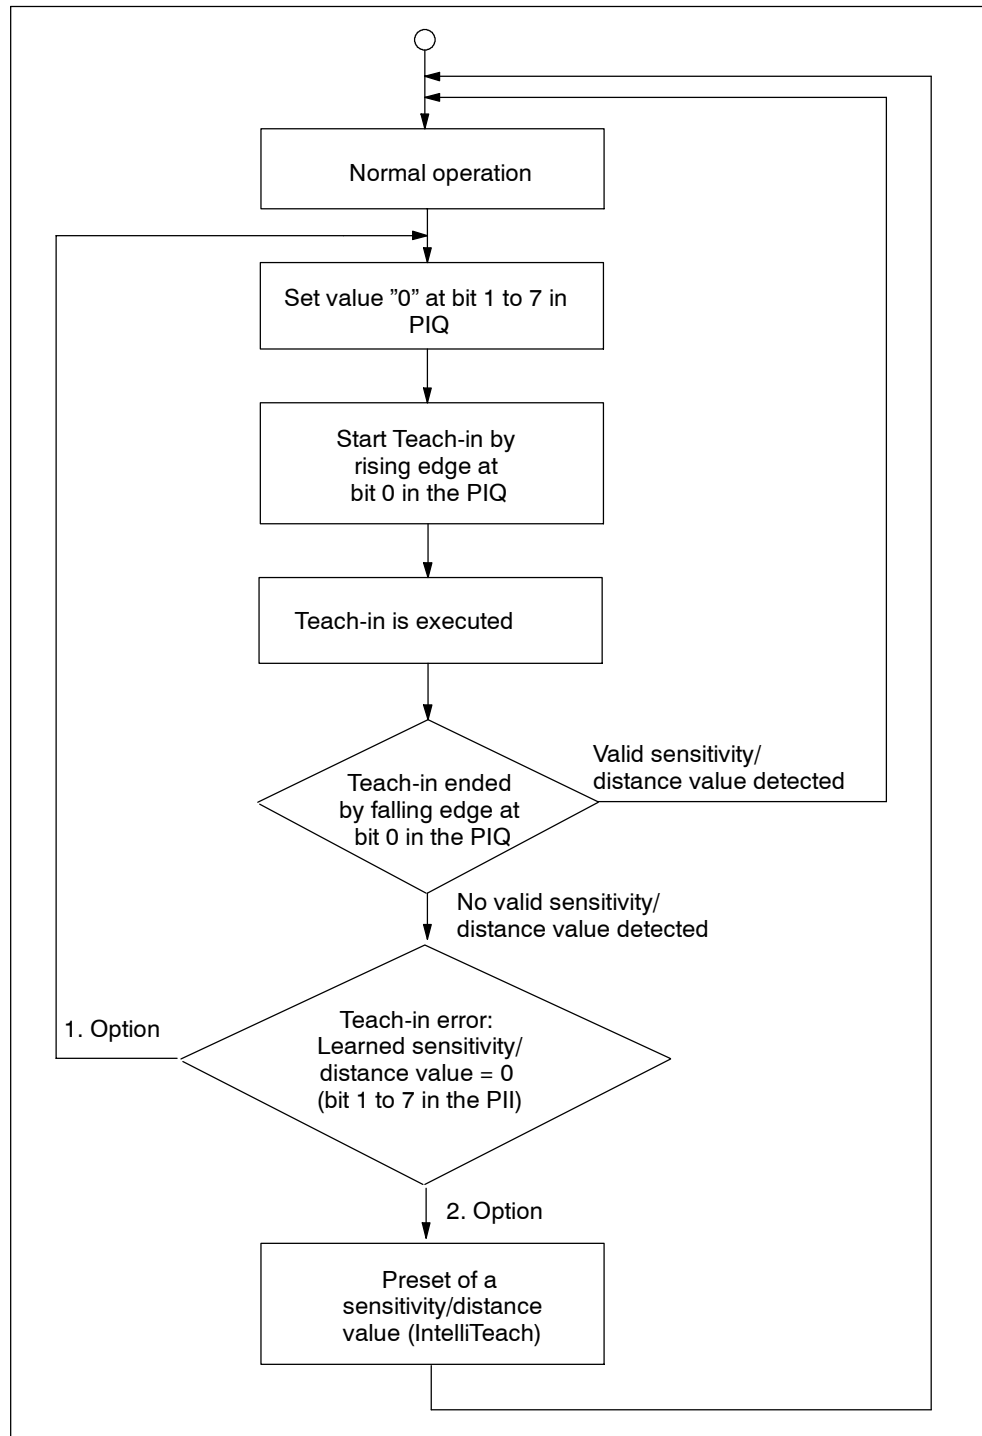 Normal operation
Set value ”0” at bit 1 to 7 in
PIQ
Start Teach-in by
rising edge at
bit 0 in the PIQ
Teach-in is executed
Valid sensitivity/
distance value detected
Teach-in ended
by falling edge at
bit 0 in the PIQ
No valid sensitivity/
distance value detected
1. Option
Teach-in error:
Learned sensitivity/
distance value = 0
(bit 1 to 7 in the PII)
2. Option
Preset of a
sensitivity/distance
value (IntelliTeach)